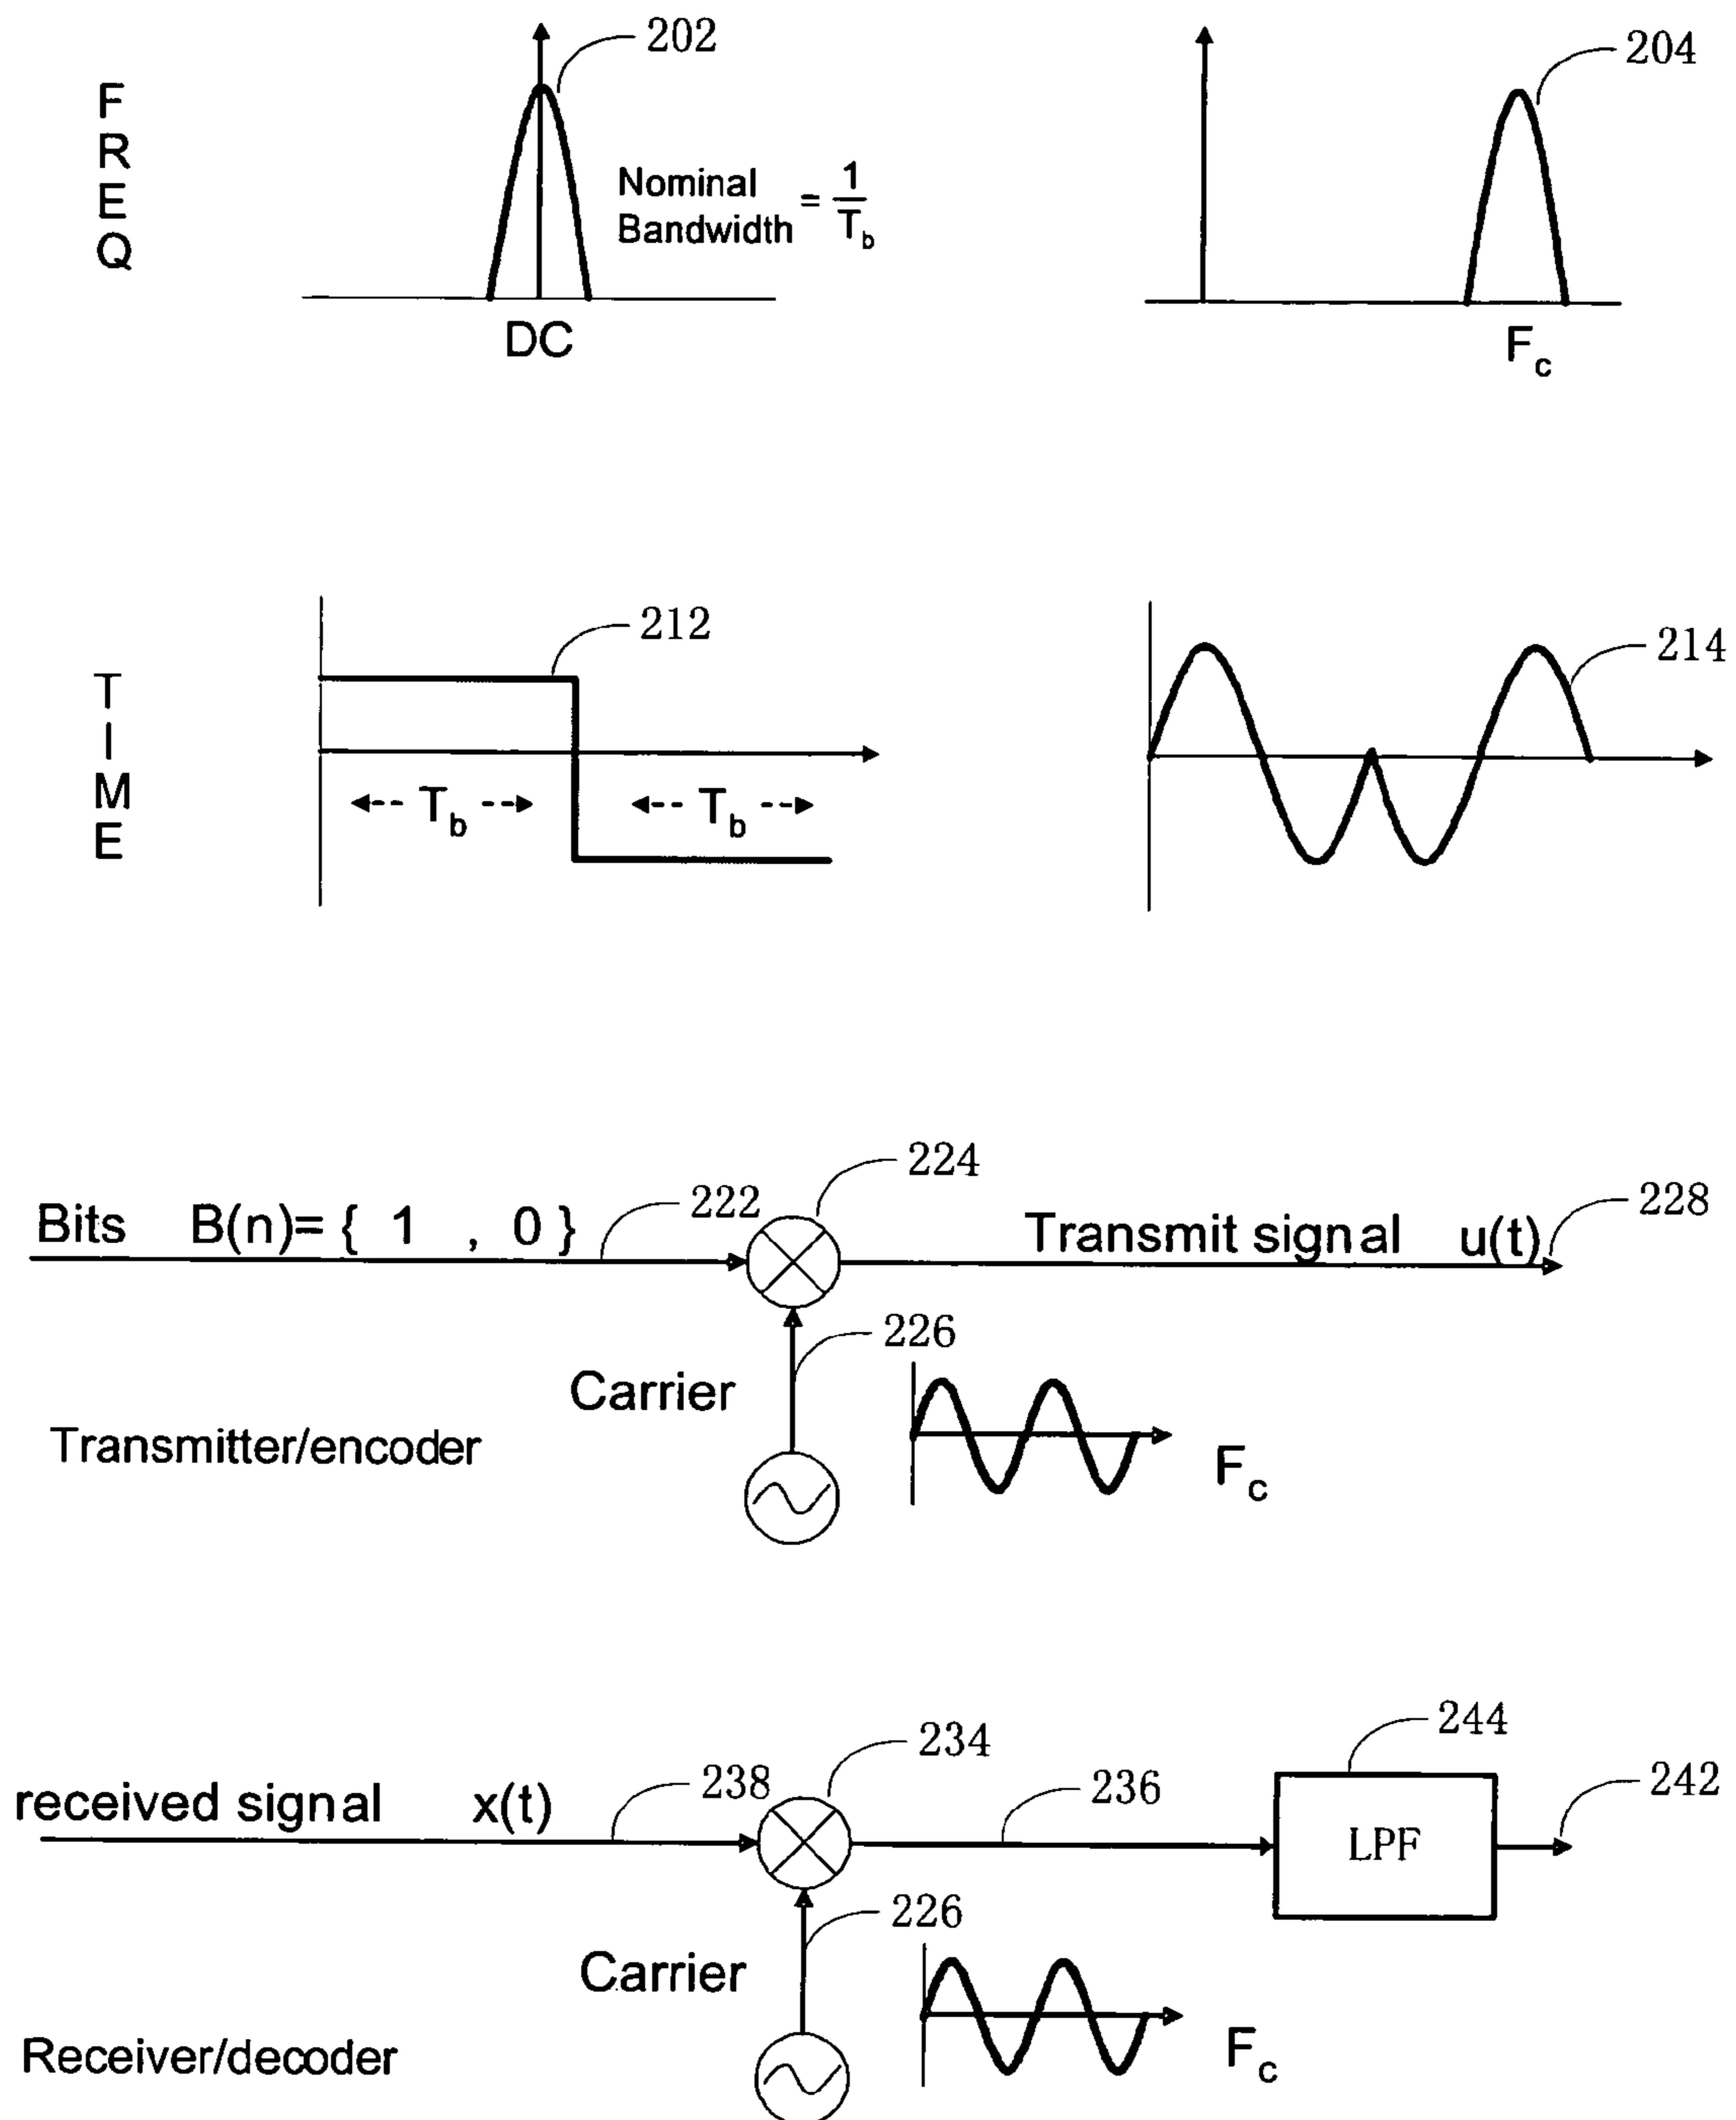 FREQ
202
Nominal Bandwidth = 1/T_b
DC
204
F_c
TIME
212
T_b
T_b
214
Bits B(n)={ 1 , 0 }
222
224
Transmit signal u(t)
228
226
Carrier
Transmitter/encoder
F_c
received signal x(t)
238
234
236
244
LPF
242
226
Carrier
Receiver/decoder
F_c